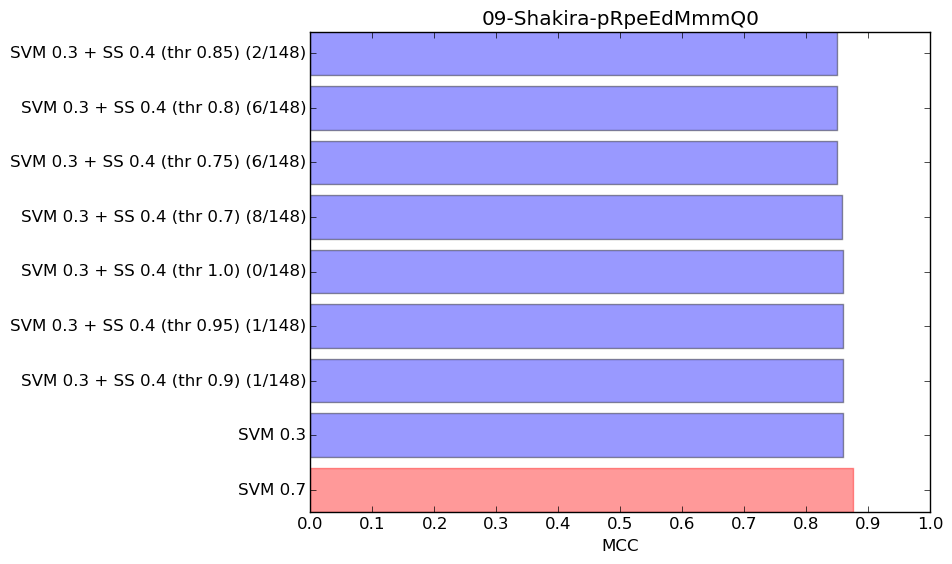 09-Shakira-pRpeEdMmmQ0
SVM 0.3 + SS 0.4 (thr 0.85) (2/148)
SVM 0.3 + SS 0.4 (thr 0.8) (6/148)
SVM 0.3 + SS 0.4 (thr 0.75) (6/148)
SVM 0.3 + SS 0.4 (thr 0.7) (8/148)
SVM 0.3 + SS 0.4 (thr 1.0) (0/148)
SVM 0.3 + SS 0.4 (thr 0.95) (1/148)
SVM 0.3 + SS 0.4 (thr 0.9) (1/148)
SVM 0.3
SVM 0.7
0.0 0.1 0.2 0.3 0.4 0.5 0.6 0.7 0.8 0.9 1.0
MCC